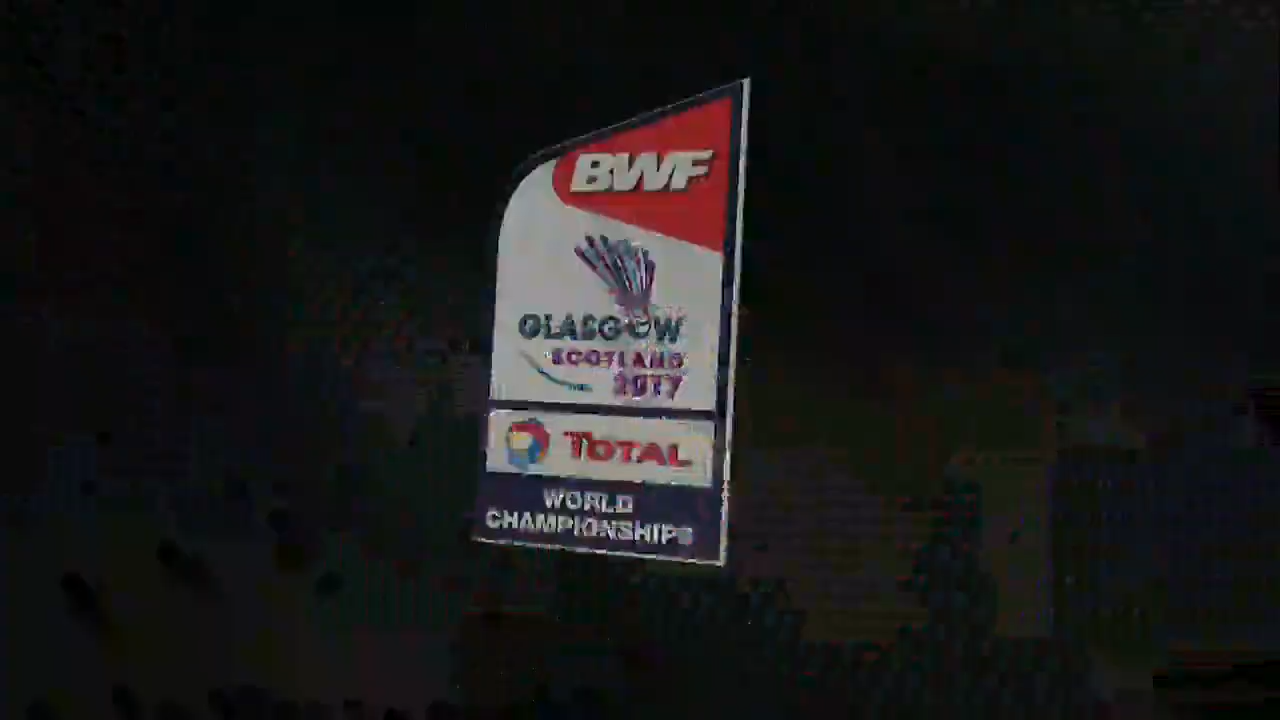 BWF
GLASGOW
SCOTLAND
2017
TOTAL
WORLD
CHAMPIONSHIPS